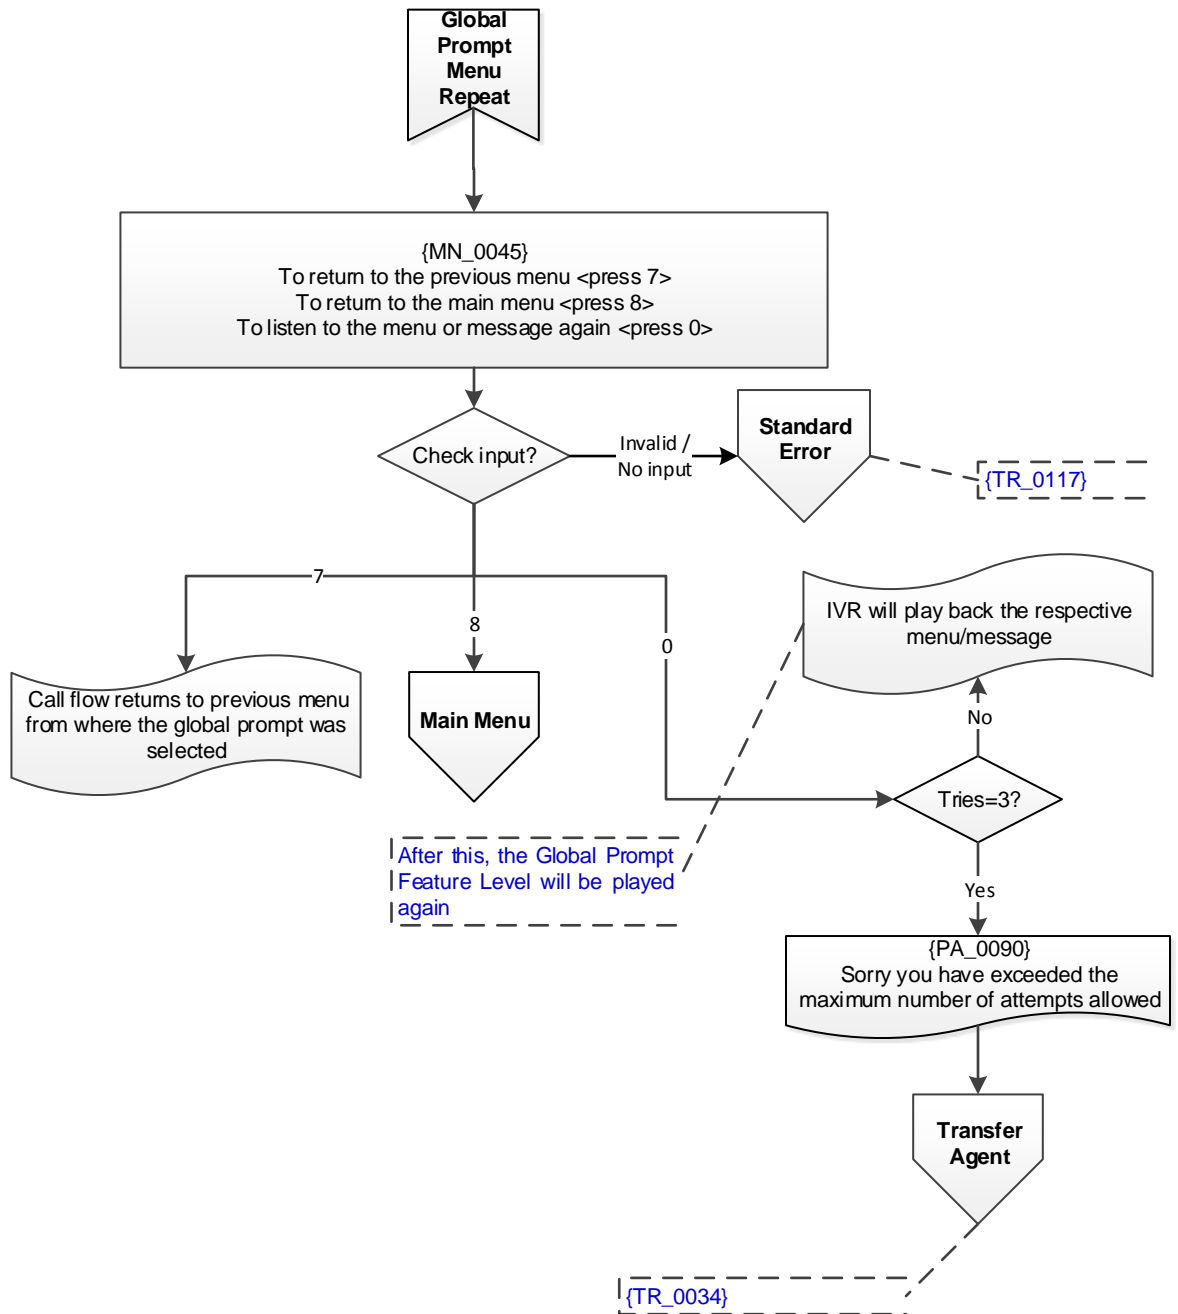 Global
Prompt
Menu
Repeat
{MN_0045}
To return to the previous menu <press 7>
To return to the main menu <press 8>
To listen to the menu or message again <press 0>
Check input?
Invalid /
No input
Standard
Error
{TR_0117}
7
8
0
IVR will play back the respective
menu/message
Call flow returns to previous menu
from where the global prompt was
selected
Main Menu
No
Tries=3?
After this, the Global Prompt
Feature Level will be played
again
Yes
{PA_0090}
Sorry you have exceeded the
maximum number of attempts allowed
Transfer
Agent
{TR_0034}